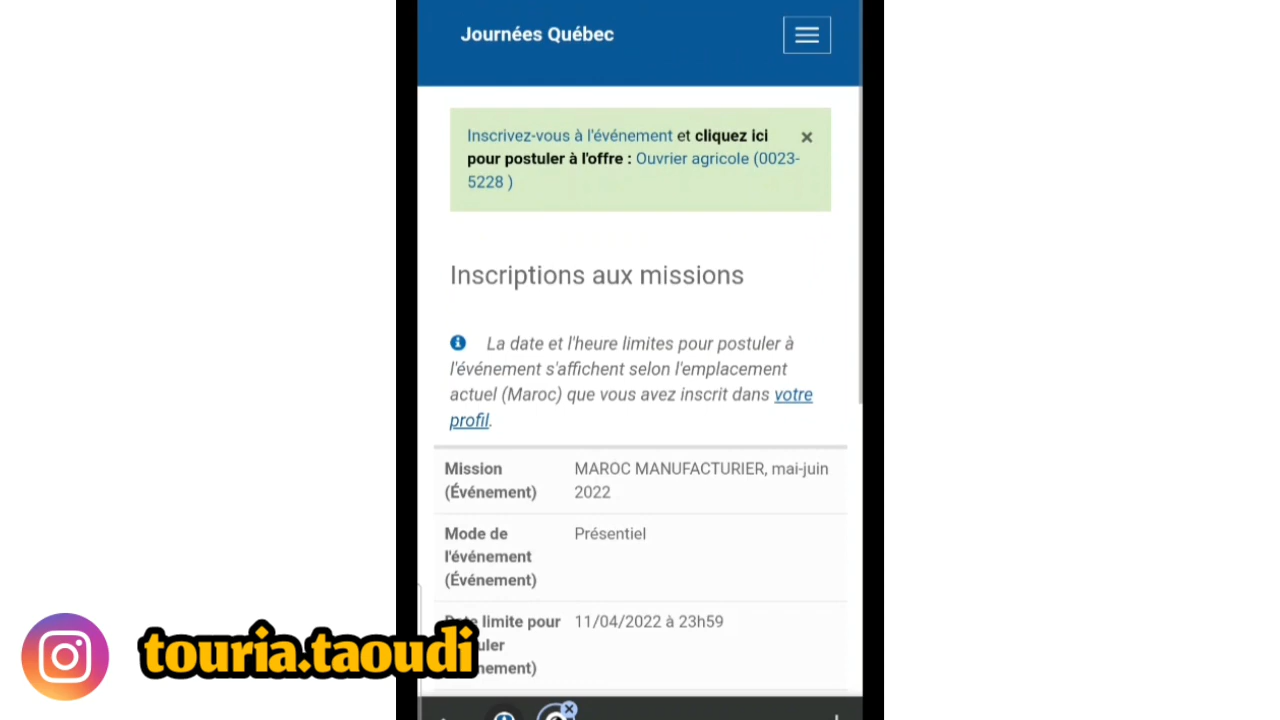 Journées Québec
Inscrivez-vous à l'événement et cliquez ici
pour postuler à l'offre : Ouvrier agricole (0023-
5228 )
Inscriptions aux missions
La date et l'heure limites pour postuler à
l'événement s'affichent selon l'emplacement
actuel (Maroc) que vous avez inscrit dans votre
profil.
Mission
(Événement)
MAROC MANUFACTURIER, mai-juin
2022
Mode de
l'événement
(Événement)
Présentiel
limite pour
11/04/2022 à 23h59
touria.taoudi